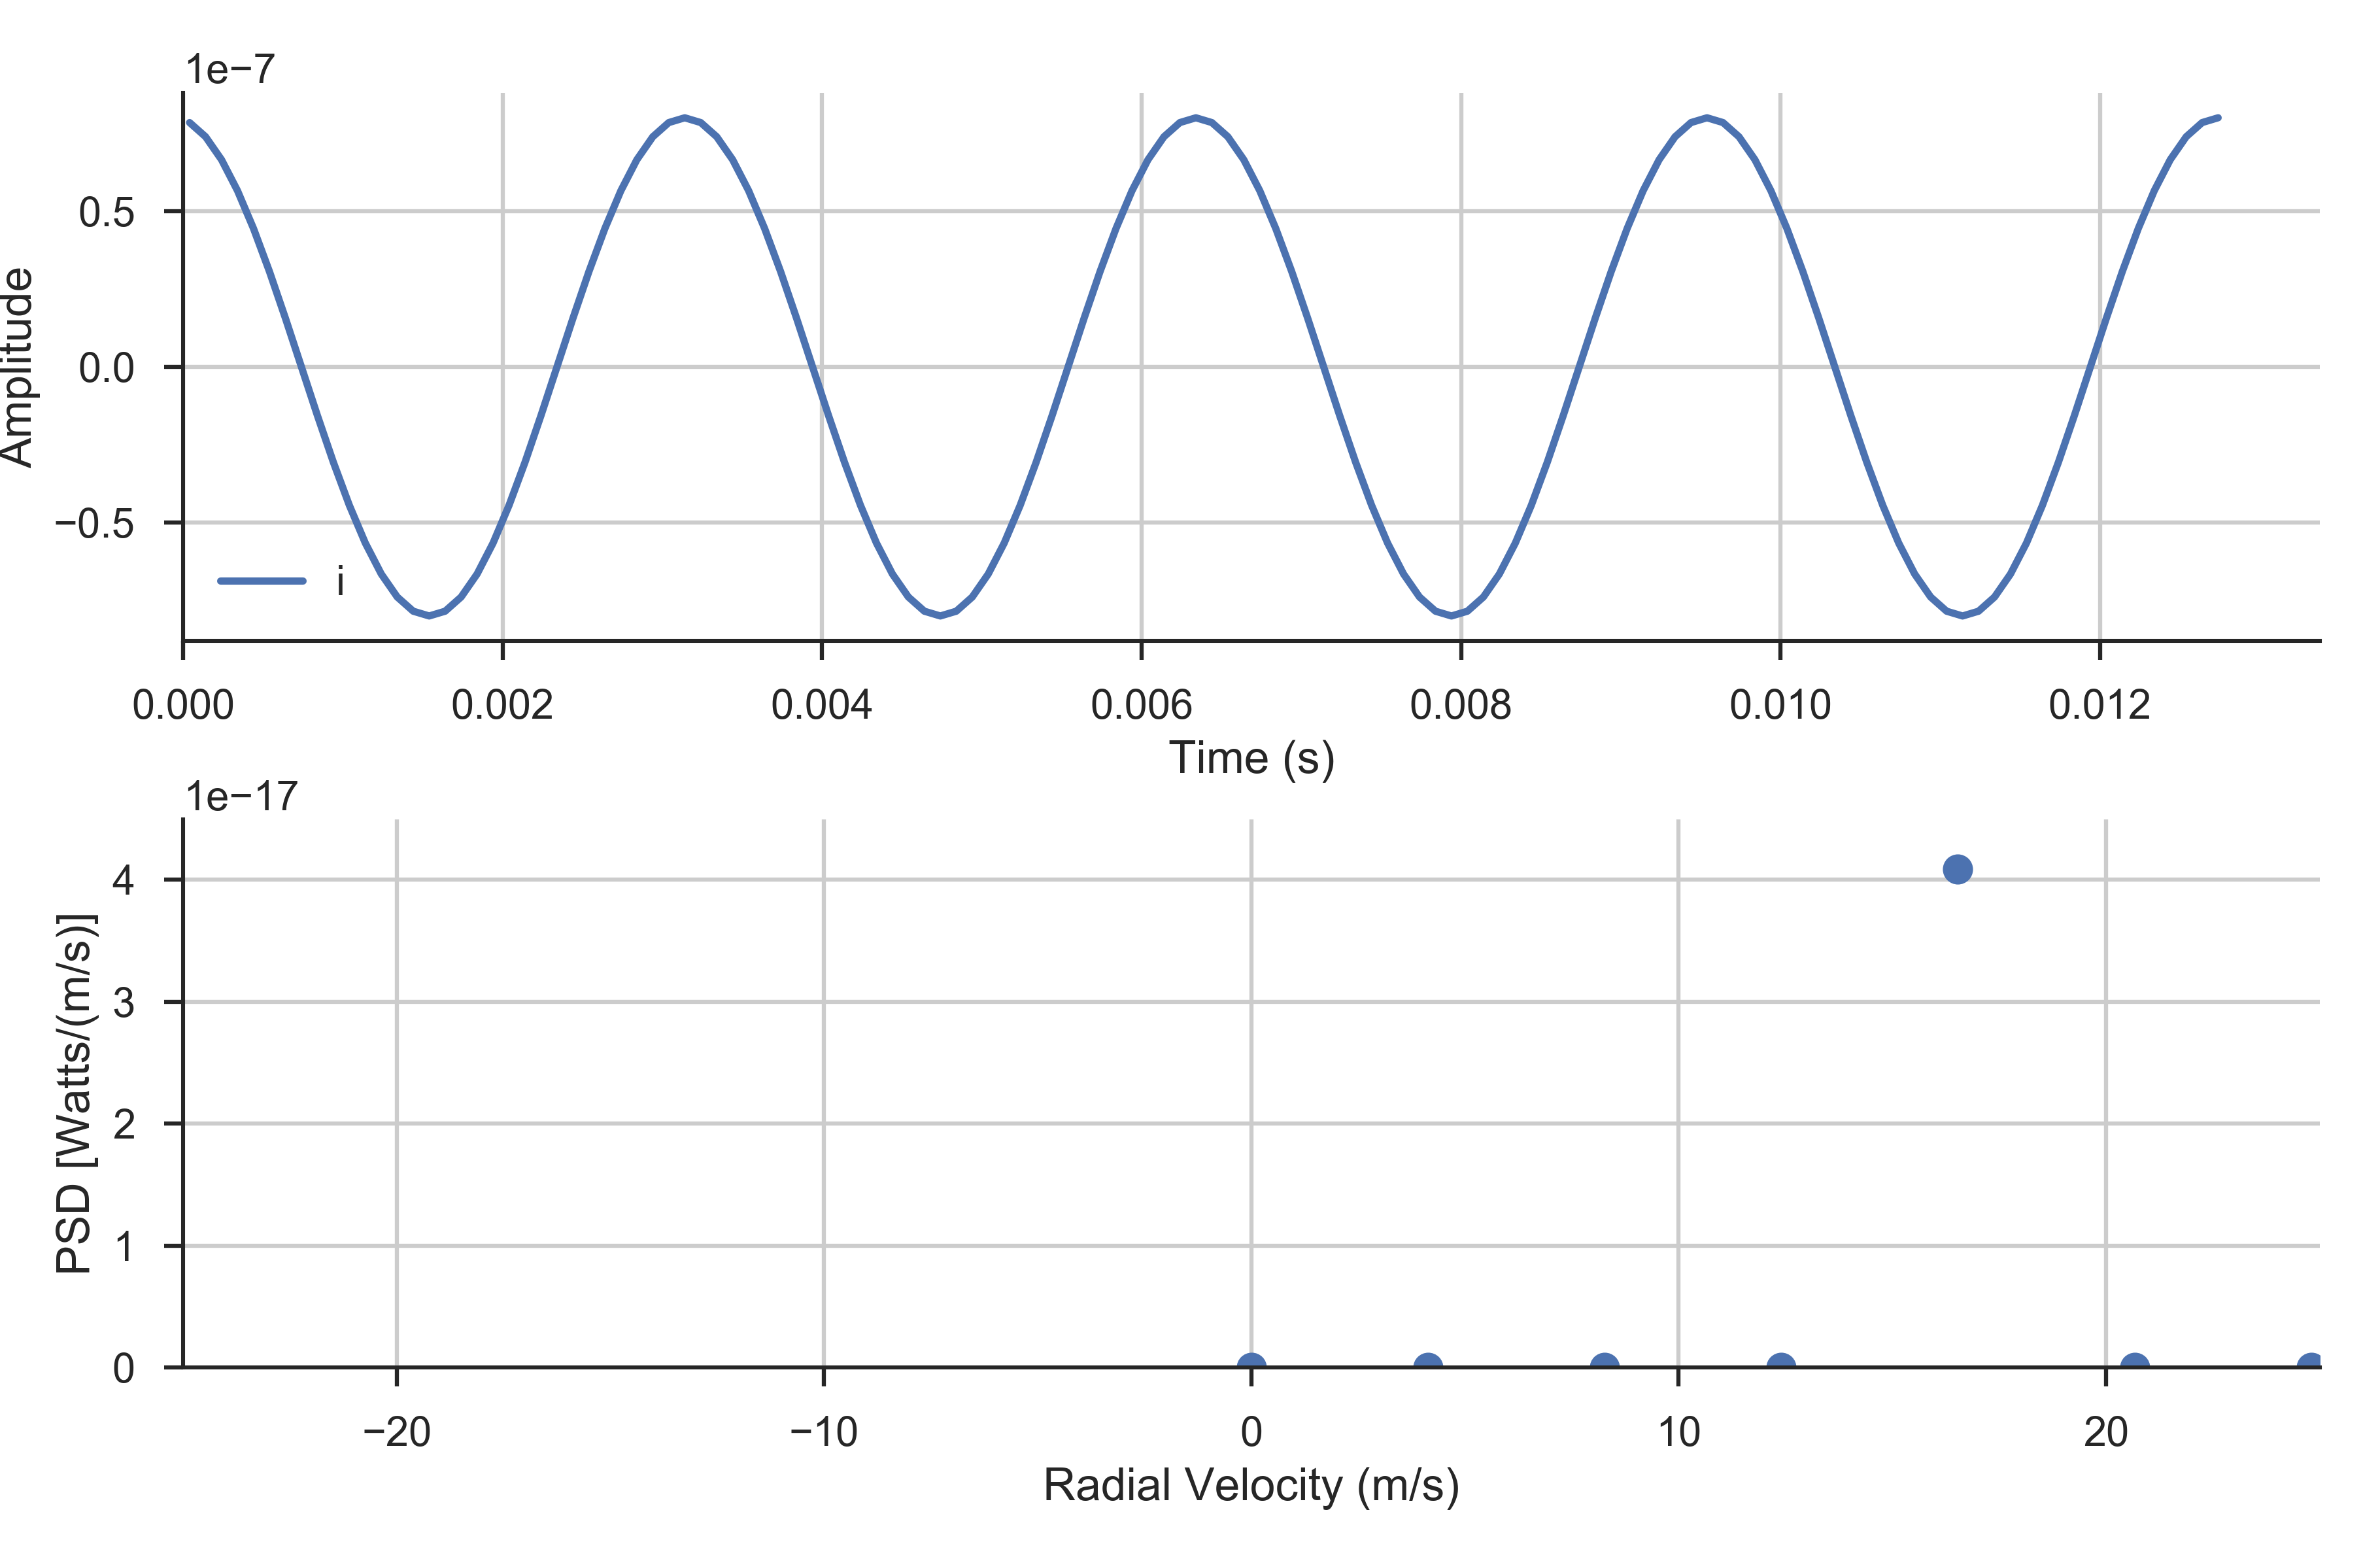 1e−7
0.5
0.0
−0.5
Amplitude
i
0.000 0.002 0.004 0.006 0.008 0.010 0.012
Time (s)
1e−17
4
3
2
1
0
PSD [Watts/(m/s)]
−20 −10 0 10 20
Radial Velocity (m/s)